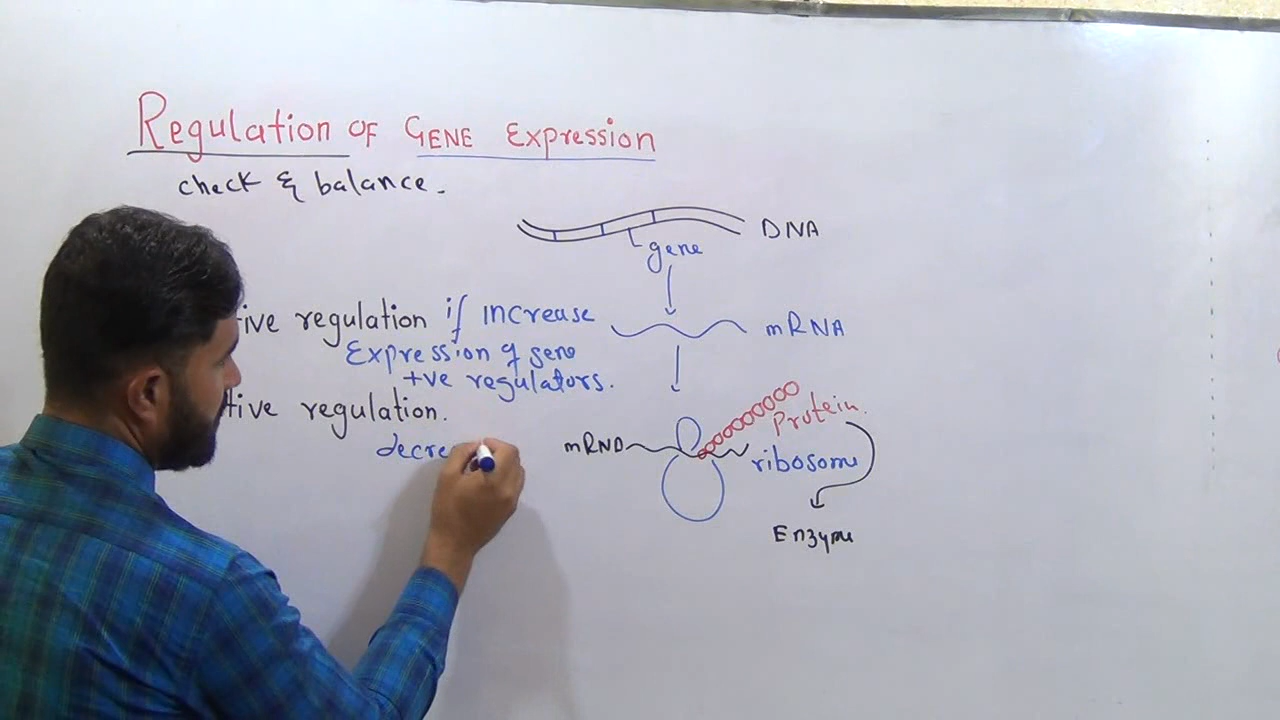 Regulation OF GENE Expression
check & balance.
DNA
gene
tive regulation if increase
Expression of gene
+ve regulators.
mRNA
tive regulation.
decre
Protein.
mRNA
ribosome
Enzyme